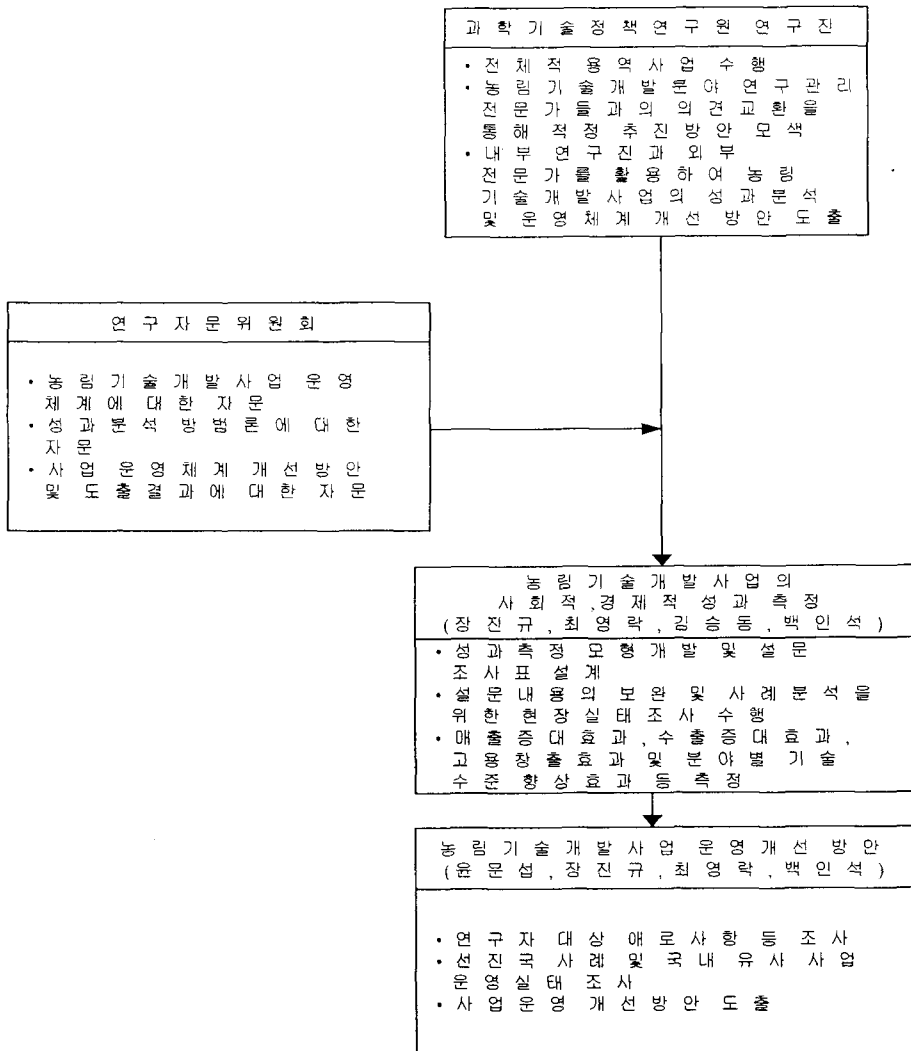 과학기술정책연구원 연구진
• 전체적 용역사업 수행
• 농림기술개발분야 연구관리
전문가들과의 의견교환을
통해 적정 추진방안 모색
• 내부 연구진과 외부
전문가를 활용하여 농림
기술개발사업의 성과분석
및 운영체계 개선 방안 도출
연구자문위원회
• 농림기술개발사업 운영
체계에 대한 자문
• 성과분석 방법론에 대한
자문
• 사업 운영체계 개선방안
및 도출결과에 대한 자문
농림기술개발사업의
사회적,경제적 성과 측정
(장진규,최영락,김승동,백인석)
• 성과측정 모형개발 및 설문
조사표 설계
• 설문내용의 보완 및 사례분석을
위한 현장실태조사 수행
• 매출증대효과,수출증대효과,
고용창출효과 및 분야별 기술
수준 향상효과 등 측정
농림기술개발사업 운영개선 방안
(윤문섭,장진규,최영락,백인석)
• 연구자 대상 애로사항 등 조사
• 선진국 사례 및 국내 유사 사업
운영실태 조사
• 사업운영 개선방안 도출